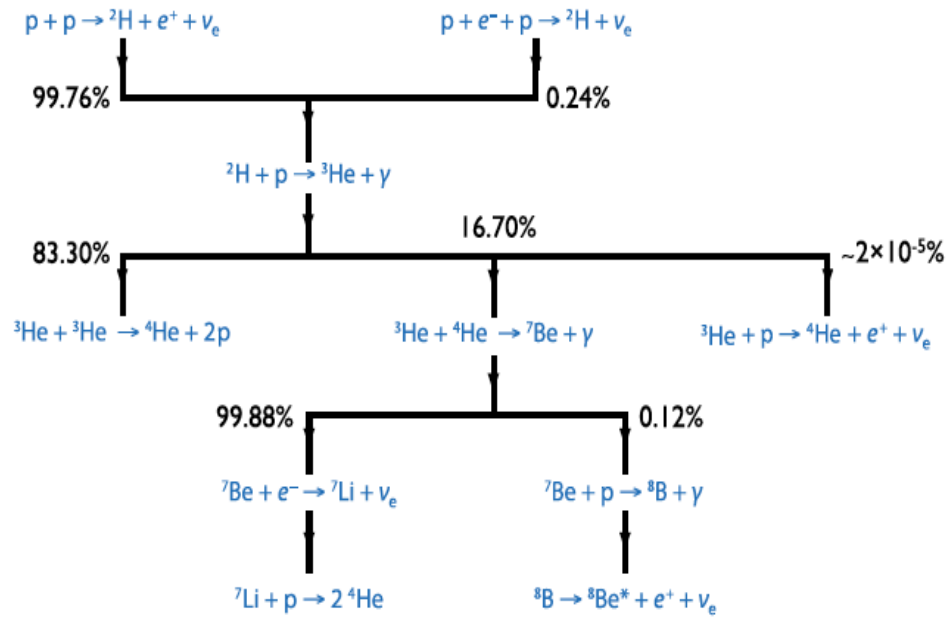 p + p → ²H + e⁺ + νₑ
p + e⁻ + p → ²H + νₑ
99.76%
0.24%
²H + p → ³He + γ
83.30%
16.70%
~2×10⁻⁵%
³He + ³He → ⁴He + 2p
³He + ⁴He → ⁷Be + γ
³He + p → ⁴He + e⁺ + νₑ
99.88%
0.12%
⁷Be + e⁻ → ⁷Li + νₑ
⁷Be + p → ⁸B + γ
⁷Li + p → 2 ⁴He
⁸B → ⁸Be* + e⁺ + νₑ